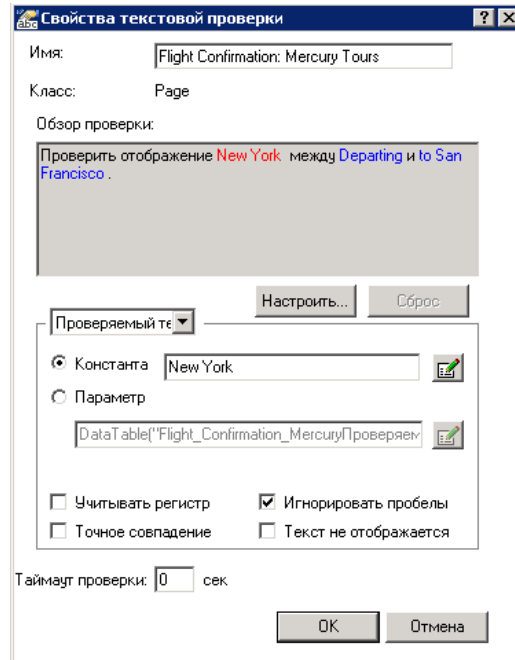 Свойства текстовой проверки
Имя: Flight Confirmation: Mercury Tours
Класс: Page
Обзор проверки:
Проверить отображение New York между Departing и to San
Francisco .
Настроить... Сброс
Проверяемый те
Константа New York
Параметр
DataTable("Flight_Confirmation_MercuryПроверяем
Учитывать регистр Игнорировать пробелы
Точное совпадение Текст не отображается
Таймаут проверки: 0 сек
OK Отмена